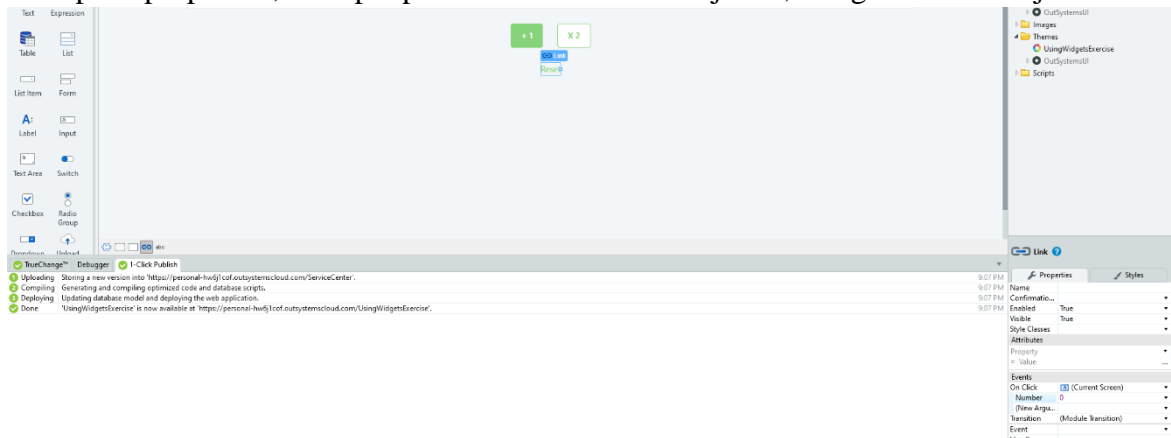 Text Expression
Table List
List Item Form
Label Input
Text Area Switch
Checkbox Radio Group
+ 1 X 2
Link
Reset
OutSystemsUI
Images
Themes
UsingWidgetsExercise
OutSystemsUI
Scripts
abc
TrueChange™ Debugger 1-Click Publish
1 Uploading Storing a new version into 'https://personal-hw6j1cof.outsystemscloud.com/ServiceCenter'. 9:07 PM
2 Compiling Generating and compiling optimized code and database scripts. 9:07 PM
3 Deploying Updating database model and deploying the web application. 9:07 PM
Done 'UsingWidgetsExercise' is now available at 'https://personal-hw6j1cof.outsystemscloud.com/UsingWidgetsExercise'. 9:07 PM
Link ?
Properties Styles
Name
Confirmatio...
Enabled True
Visible True
Style Classes
Attributes
Property
= Value ...
Events
On Click (Current Screen)
Number 0
(New Argu...
Transition (Module Transition)
Event